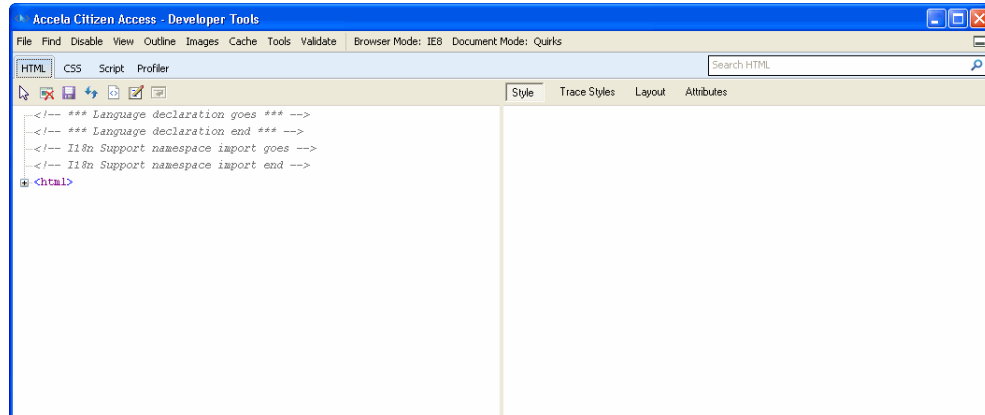 Accela Citizen Access - Developer Tools
File Find Disable View Outline Images Cache Tools Validate Browser Mode: IE8 Document Mode: Quirks
HTML CSS Script Profiler Search HTML
Style Trace Styles Layout Attributes
<!-- *** Language declaration goes *** -->
<!-- *** Language declaration end *** -->
<!-- I18n Support namespace import goes -->
<!-- I18n Support namespace import end -->
<html>